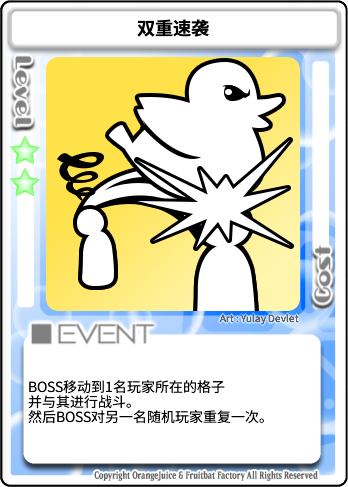 双重速袭
Level
Cost
Art : Yulay Devlet
EVENT
BOSS移动到1名玩家所在的格子
并与其进行战斗。
然后BOSS对另一名随机玩家重复一次。
Copyright OrangeJuice & Fruitbat Factory All Rights Reserved